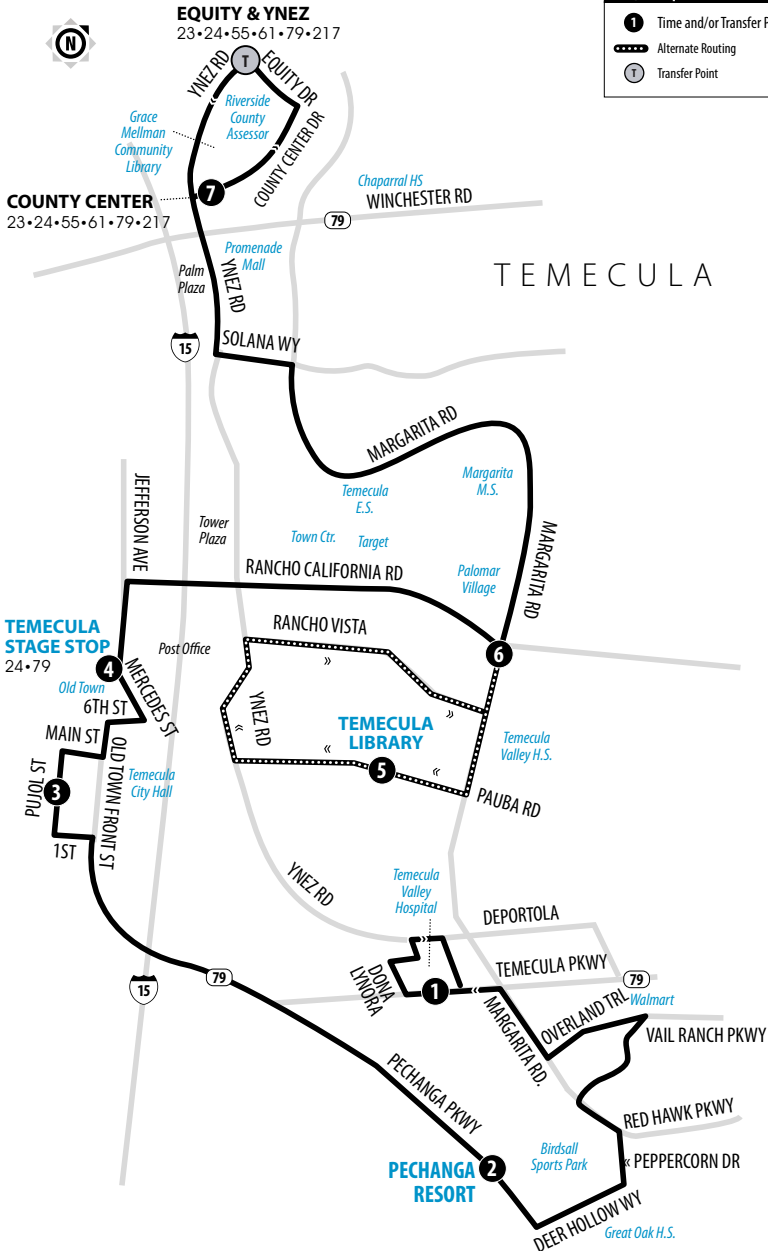 EQUITY & YNEZ
23•24•55•61•79•217
N
T
YNEZ RD
EQUITY DR
Riverside
County
Assessor
Grace
Mellman
Community
Library
COUNTY CENTER DR
COUNTY CENTER
23•24•55•61•79•217
7
1 Time and/or Transfer P
Alternate Routing
T Transfer Point
Chaparral HS
WINCHESTER RD
79
Promenade
Mall
Palm
Plaza
YNEZ RD
TEMECULA
15
SOLANA WY
MARGARITA RD
Margarita
M.S.
Temecula
E.S.
JEFFERSON AVE
Tower
Plaza
Town Ctr.
Target
MARGARITA RD
RANCHO CALIFORNIA RD
Palomar
Village
RANCHO VISTA
TEMECULA
STAGE STOP
24•79
4
Post Office
6
Old Town
MERCEDES ST
6TH ST
YNEZ RD
TEMECULA
LIBRARY
5
Temecula
Valley H.S.
MAIN ST
OLD TOWN FRONT ST
Temecula
City Hall
PUJOL ST
3
PAUBA RD
1ST
YNEZ RD
Temecula
Valley
Hospital
DEPORTOLA
DONA
LYNORA
TEMECULA PKWY
79
15
79
1
MARGARITA RD.
OVERLAND TRL
Walmart
VAIL RANCH PKWY
PECHANGA PKWY
RED HAWK PKWY
Birdsall
Sports Park
PEPPERCORN DR
PECHANGA
RESORT
2
DEER HOLLOW WY
Great Oak H.S.